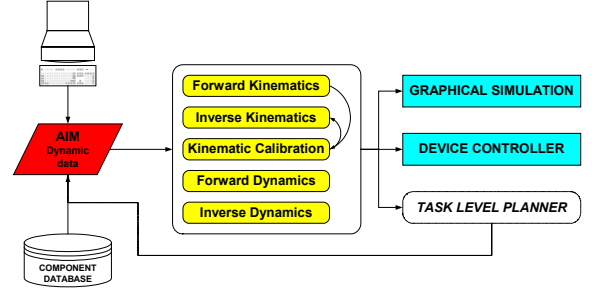 Forward Kinematics
Inverse Kinematics
Kinematic Calibration
Forward Dynamics
Inverse Dynamics
AIM
Dynamic
data
COMPONENT
DATABASE
GRAPHICAL SIMULATION
DEVICE CONTROLLER
TASK LEVEL PLANNER